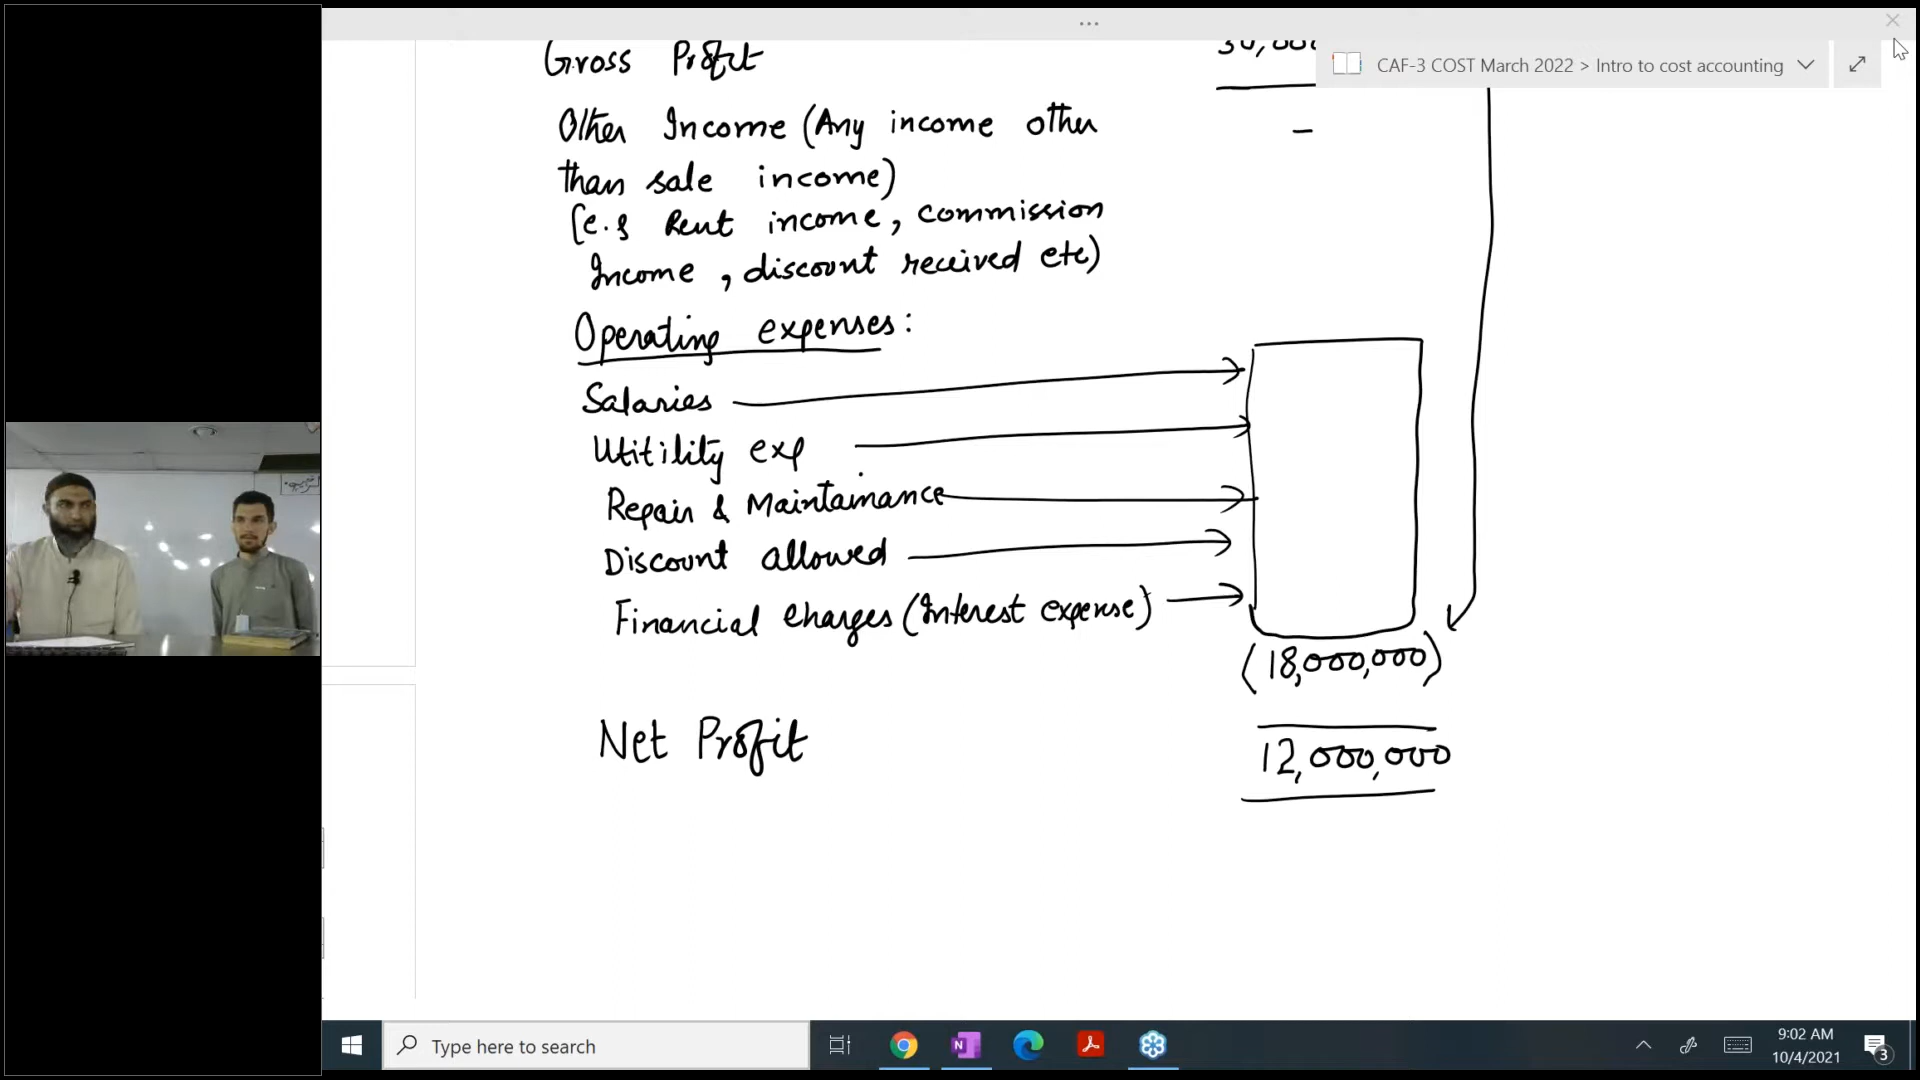 ...
CAF-3 COST March 2022 > Intro to cost accounting
Gross Profit
Other Income (Any income other -
than sale income)
[e.g Rent income, commission
Income, discount received etc)
Operating expenses:
Salaries
Utitility exp
Repair & Maintainance
Discount allowed
Financial charges (Interest expense)
(18,000,000)
Net Profit 12,000,000
Type here to search
N
9:02 AM
10/4/2021
3